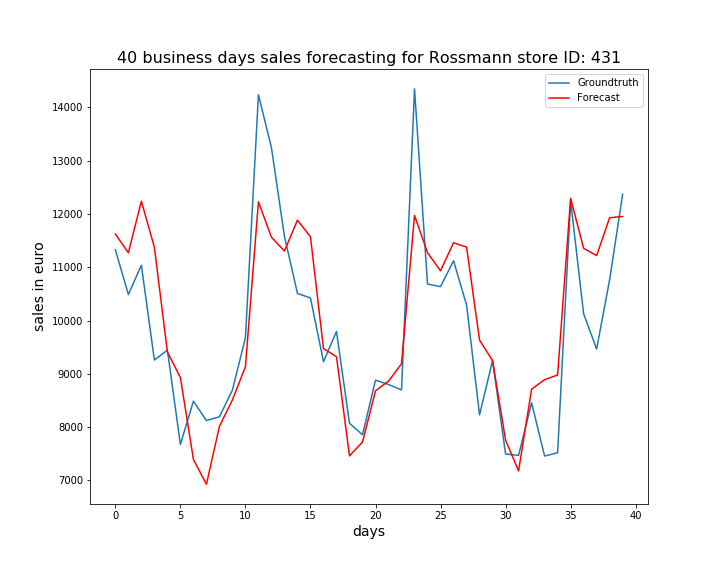 40 business days sales forecasting for Rossmann store ID: 431
Groundtruth
Forecast
sales in euro
14000
13000
12000
11000
10000
9000
8000
7000
0 5 10 15 20 25 30 35 40
days